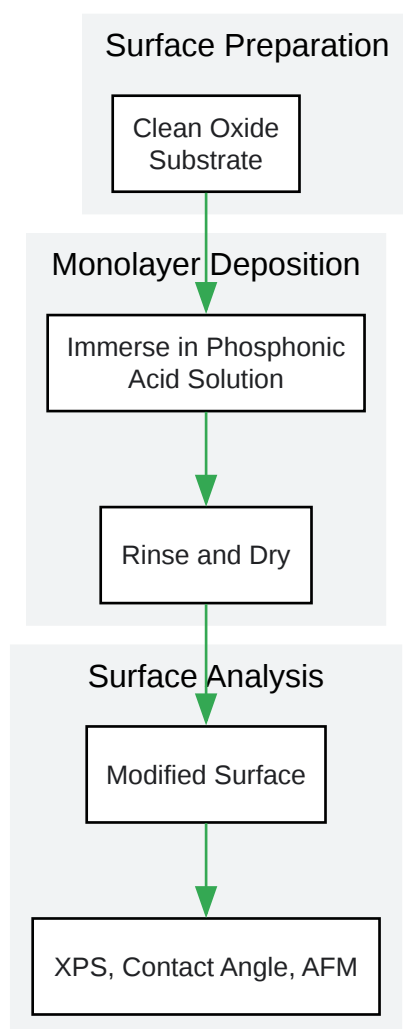 Surface Preparation
Clean Oxide
Substrate
Monolayer Deposition
Immerse in Phosphonic
Acid Solution
Rinse and Dry
Surface Analysis
Modified Surface
XPS, Contact Angle, AFM